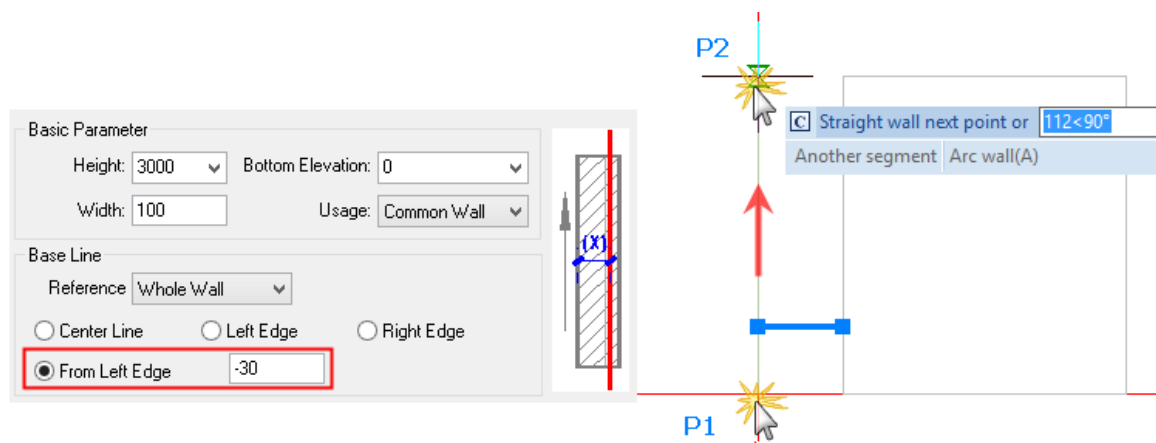 Basic Parameter
Height: 3000 Bottom Elevation: 0
Width: 100 Usage: Common Wall
Base Line
Reference Whole Wall
Center Line Left Edge Right Edge
From Left Edge -30
(X)
P2
C Straight wall next point or 112<90°
Another segment Arc wall(A)
P1